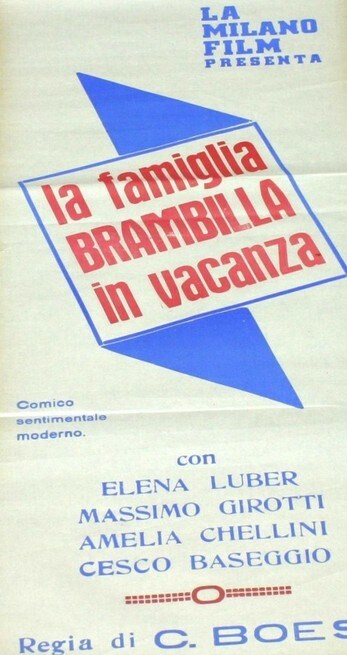 LA
MILANO
FILM
PRESENTA
la famiglia
BRAMBILLA
in vacanza
Comico
sentimentale
moderno.
con
ELENA LUBER
MASSIMO GIROTTI
AMELIA CHELLINI
CESCO BASEGGIO
Regia di C. BOES